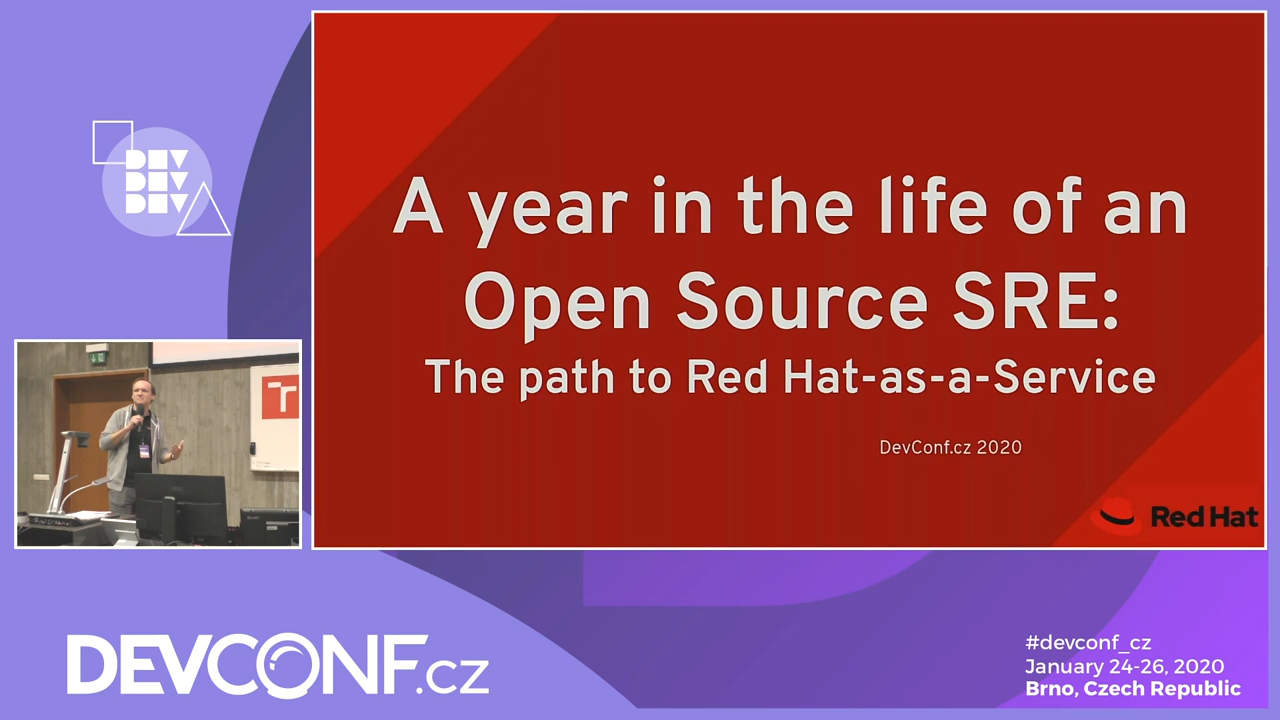 DEV
DEV
DEV
A year in the life of an
Open Source SRE:
The path to Red Hat-as-a-Service
DevConf.cz 2020
Red Hat
T
DEVCONF.cz
#devconf_cz
January 24-26, 2020
Brno, Czech Republic